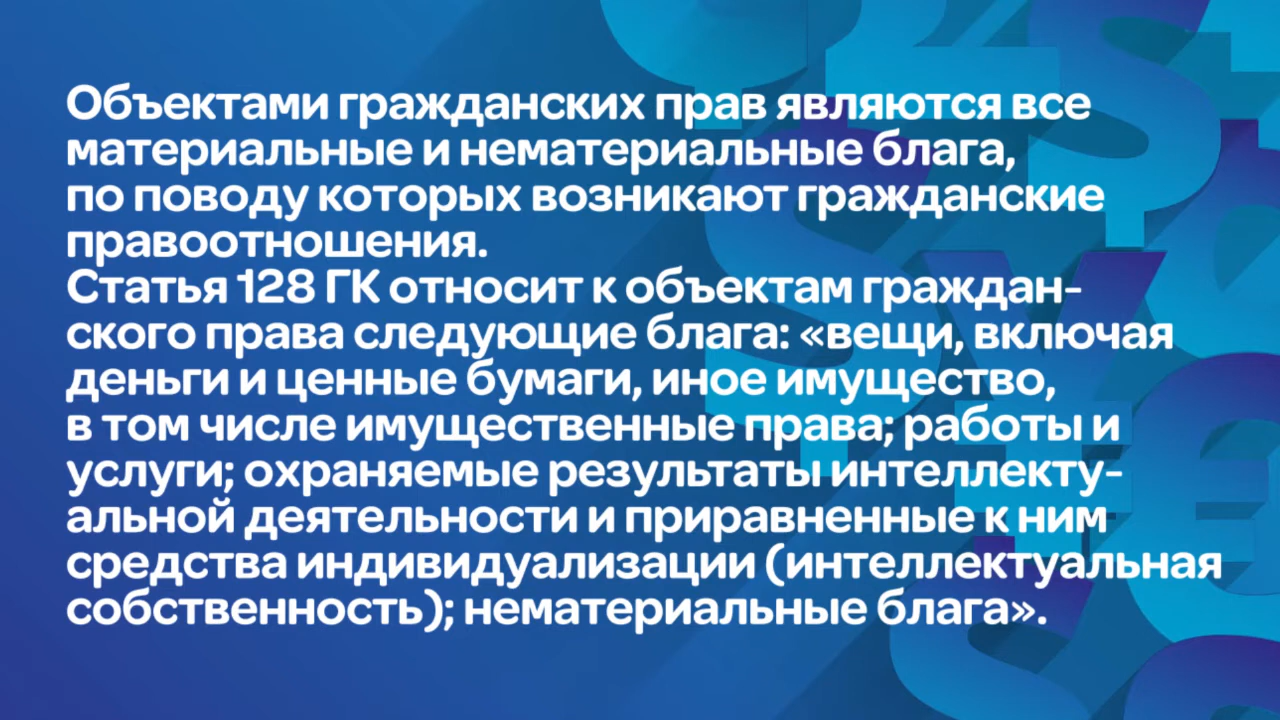 Объектами гражданских прав являются все
материальные и нематериальные блага,
по поводу которых возникают гражданские
правоотношения.
Статья 128 ГК относит к объектам граждан-
ского права следующие блага: «вещи, включая
деньги и ценные бумаги, иное имущество,
в том числе имущественные права; работы и
услуги; охраняемые результаты интеллекту-
альной деятельности и приравненные к ним
средства индивидуализации (интеллектуальная
собственность); нематериальные блага».